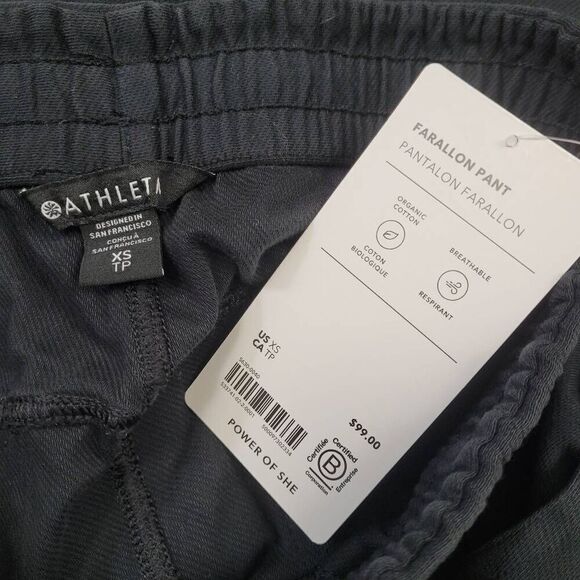 ATHLETA
DESIGNED IN
SAN FRANCISCO
CONÇU À
SAN FRANCISCO
XS
TP
FARALLON PANT
PANTALON FARALLON
ORGANIC
COTTON
COTON
BIOLOGIQUE
BREATHABLE
RESPIRANT
US XS
CA TP
$99.00
POWER OF SHE
Certifiée
Certified
B
Corporation
Entreprise